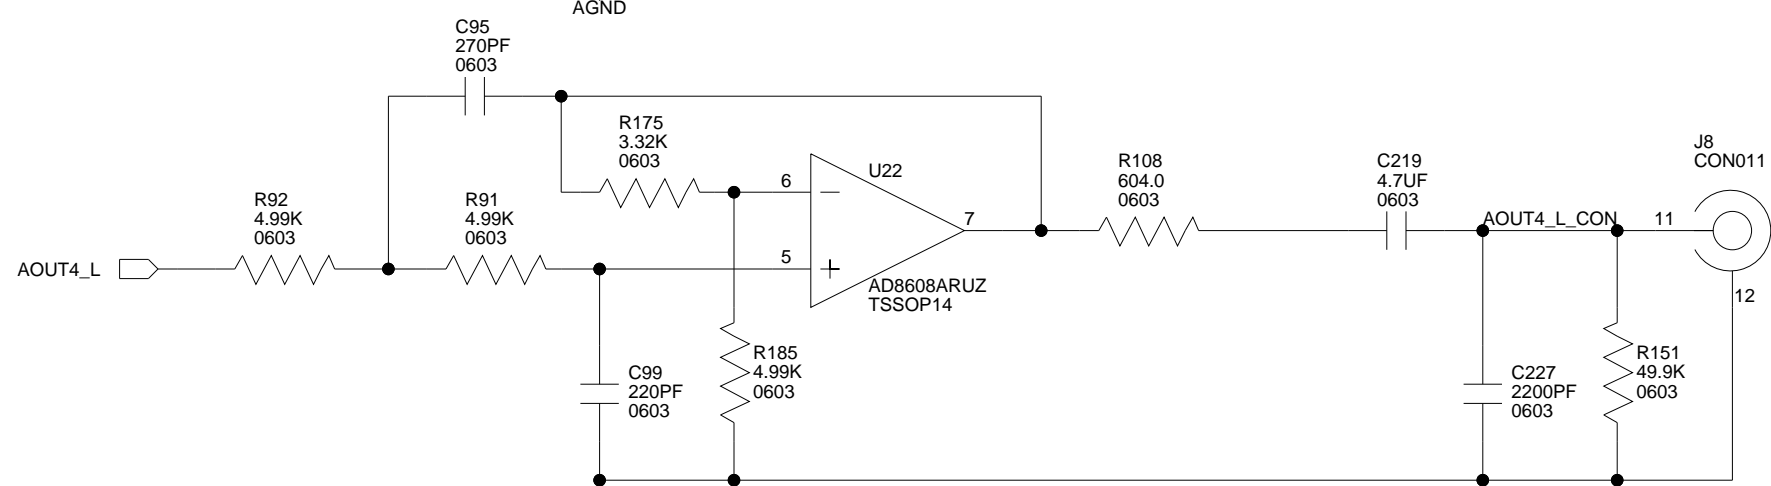 AGND
C95
270PF
0603
R175
3.32K
0603
J8
CON011
R108
604.0
0603
C219
4.7UF
0603
U22
6
R92
4.99K
0603
R91
4.99K
0603
7
AOUT4_L_CON
11
5
AOUT4_L
AD8608ARUZ
TSSOP14
12
R185
4.99K
0603
C99
220PF
0603
R151
49.9K
0603
C227
2200PF
0603